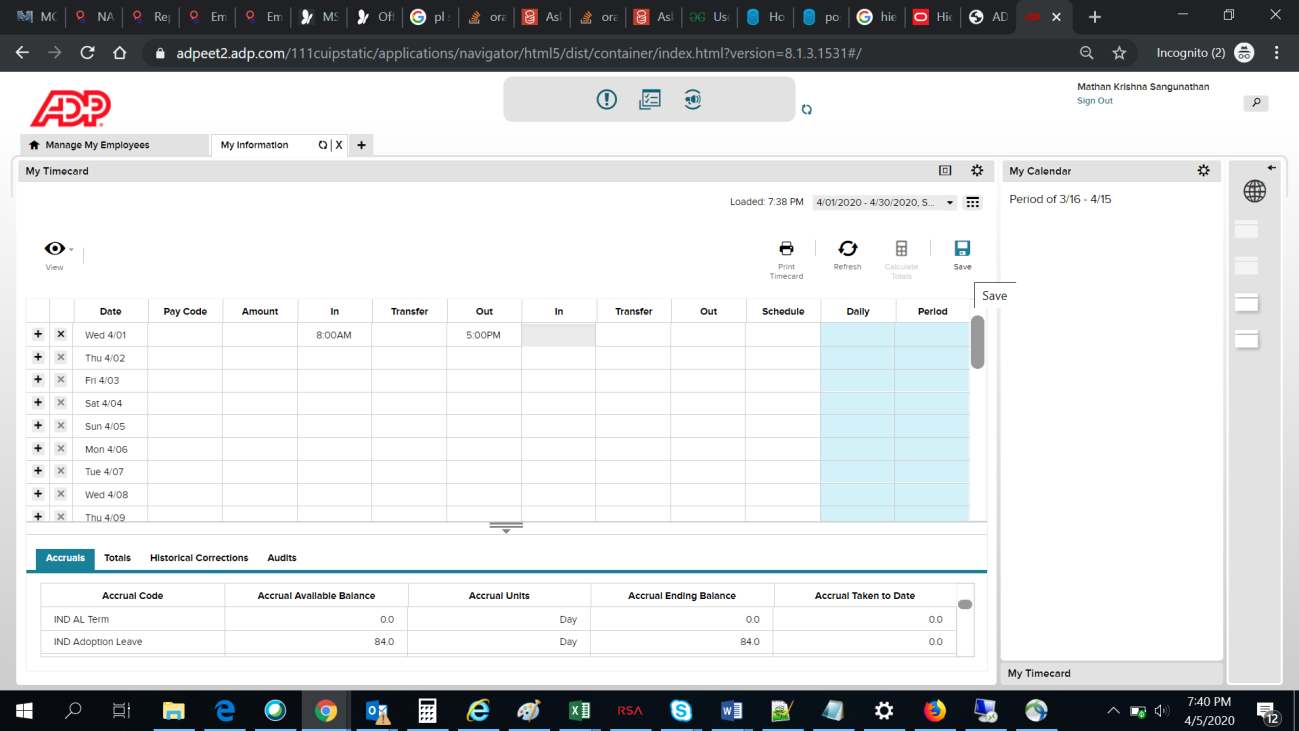 MC
NA
Rep
Em
Em
MS
Off
pl s
ora
Ask
ora
Ask
Use
Ho
po
hie
Hie
AD
adpeet2.adp.com/111cuipstatic/applications/navigator/html5/dist/container/index.html?version=8.1.3.1531#/
Incognito (2)
ADP
Mathan Krishna Sangunathan
Sign Out
Manage My Employees
My Information | X +
My Timecard
My Calendar
Loaded: 7:38 PM 4/01/2020 - 4/30/2020, S...
Period of 3/16 - 4/15
View
Print Timecard
Refresh
Calculate Totals
Save
Save
Date Pay Code Amount In Transfer Out In Transfer Out Schedule Daily Period
+ × Wed 4/01 8:00AM 5:00PM
+ × Thu 4/02
+ × Fri 4/03
+ × Sat 4/04
+ × Sun 4/05
+ × Mon 4/06
+ × Tue 4/07
+ × Wed 4/08
+ × Thu 4/09
Accruals Totals Historical Corrections Audits
Accrual Code Accrual Available Balance Accrual Units Accrual Ending Balance Accrual Taken to Date
IND AL Term 0.0 Day 0.0 0.0
IND Adoption Leave 84.0 Day 84.0 0.0
My Timecard
RSA
7:40 PM
4/5/2020
12